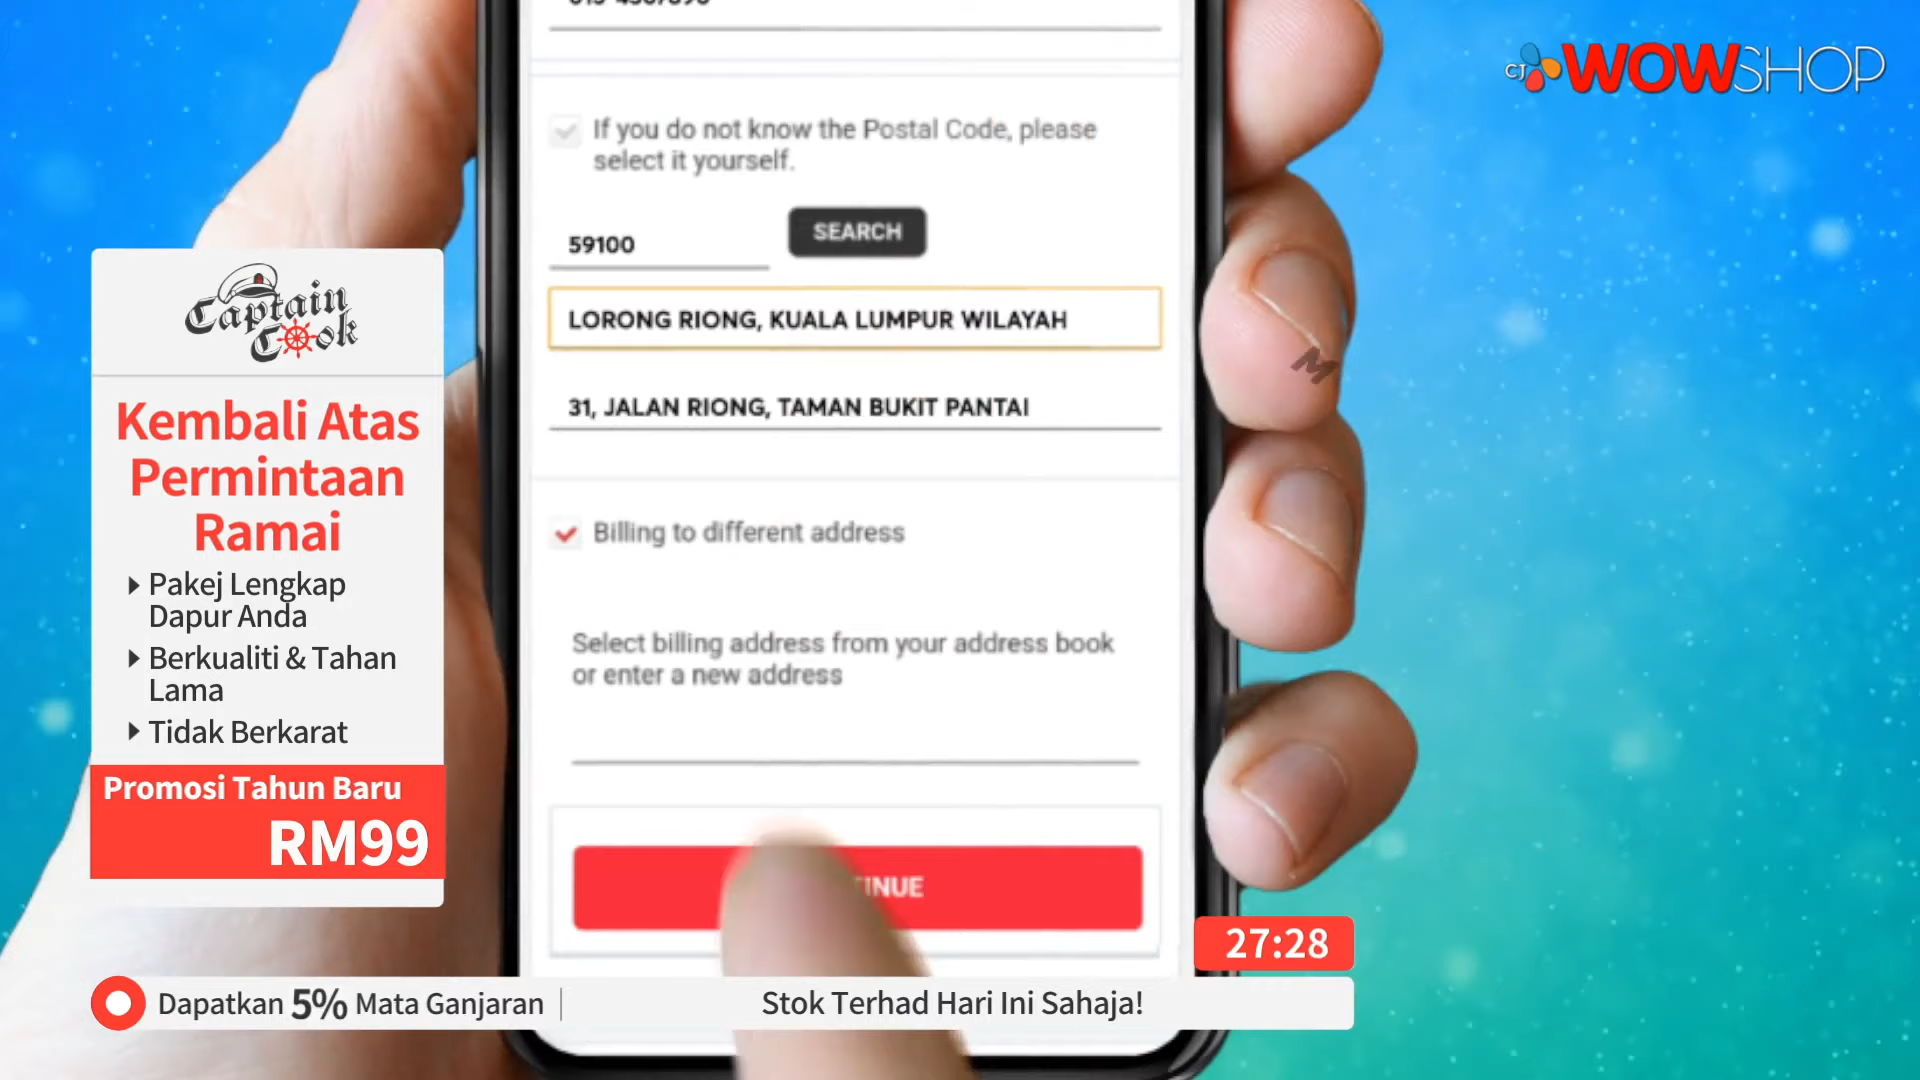 CJ WOWSHOP
If you do not know the Postal Code, please
select it yourself.
59100
SEARCH
LORONG RIONG, KUALA LUMPUR WILAYAH
31, JALAN RIONG, TAMAN BUKIT PANTAI
Billing to different address
Select billing address from your address book
or enter a new address
INUE
Captain
Cook
Kembali Atas
Permintaan
Ramai
Pakej Lengkap
Dapur Anda
Berkualiti & Tahan
Lama
Tidak Berkarat
Promosi Tahun Baru
RM99
27:28
Dapatkan 5% Mata Ganjaran
Stok Terhad Hari Ini Sahaja!
M